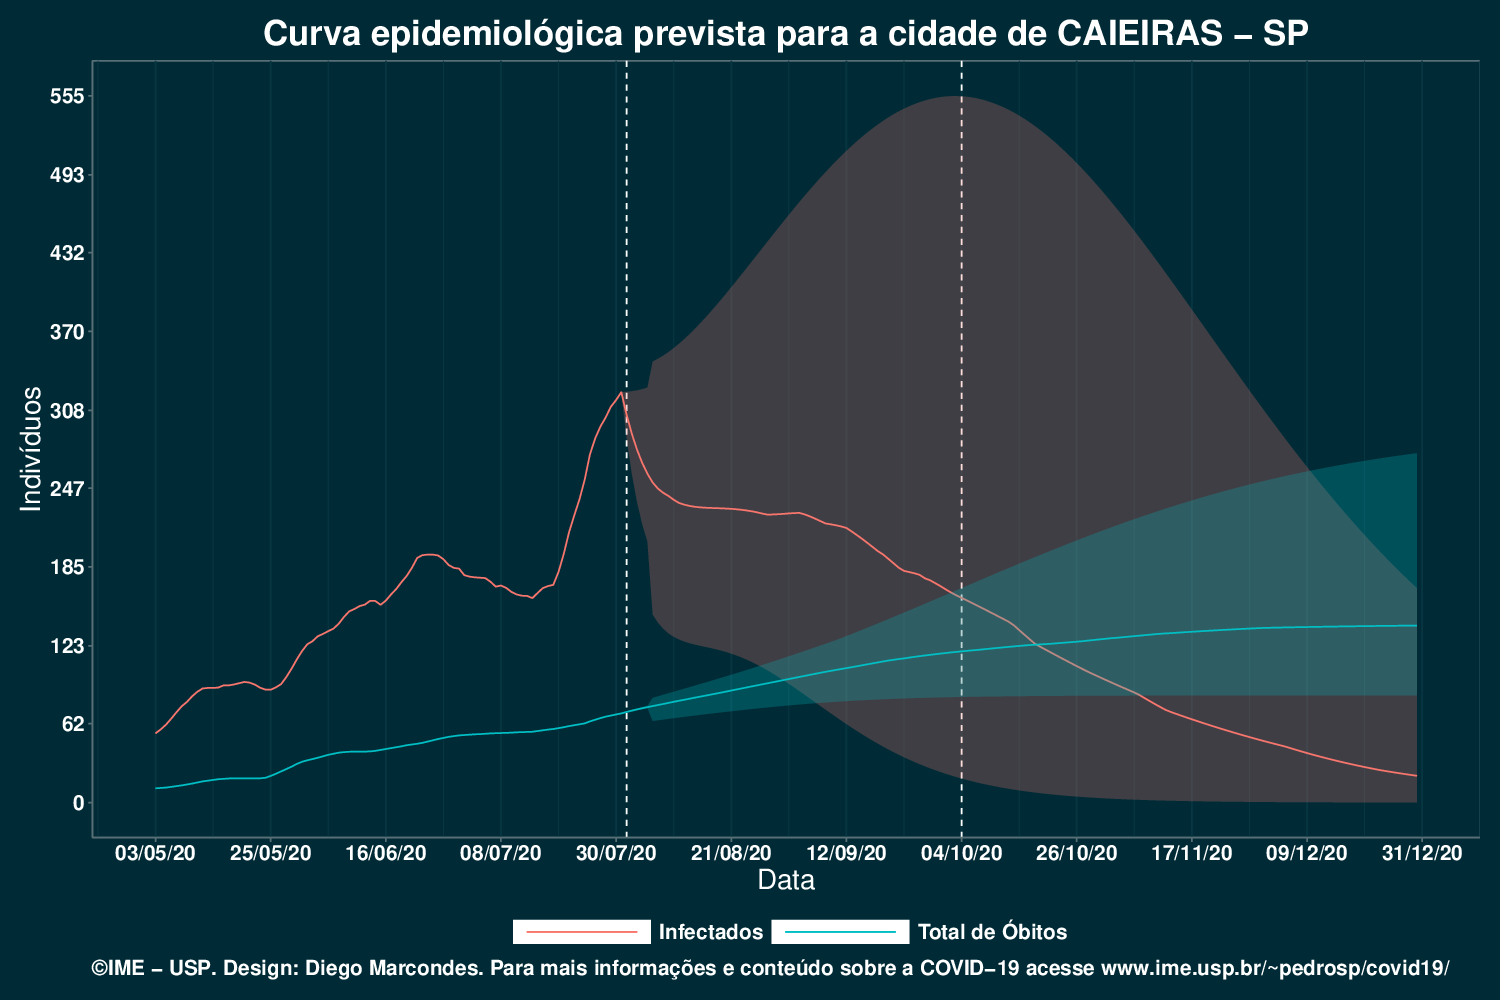 Curva epidemiológica prevista para a cidade de CAIEIRAS – SP
555
493
432
370
308
247
185
123
62
0
Indivíduos
03/05/20 25/05/20 16/06/20 08/07/20 30/07/20 21/08/20 12/09/20 04/10/20 26/10/20 17/11/20 09/12/20 31/12/20
Data
Infectados Total de Óbitos
©IME – USP. Design: Diego Marcondes. Para mais informações e conteúdo sobre a COVID–19 acesse www.ime.usp.br/~pedrosp/covid19/